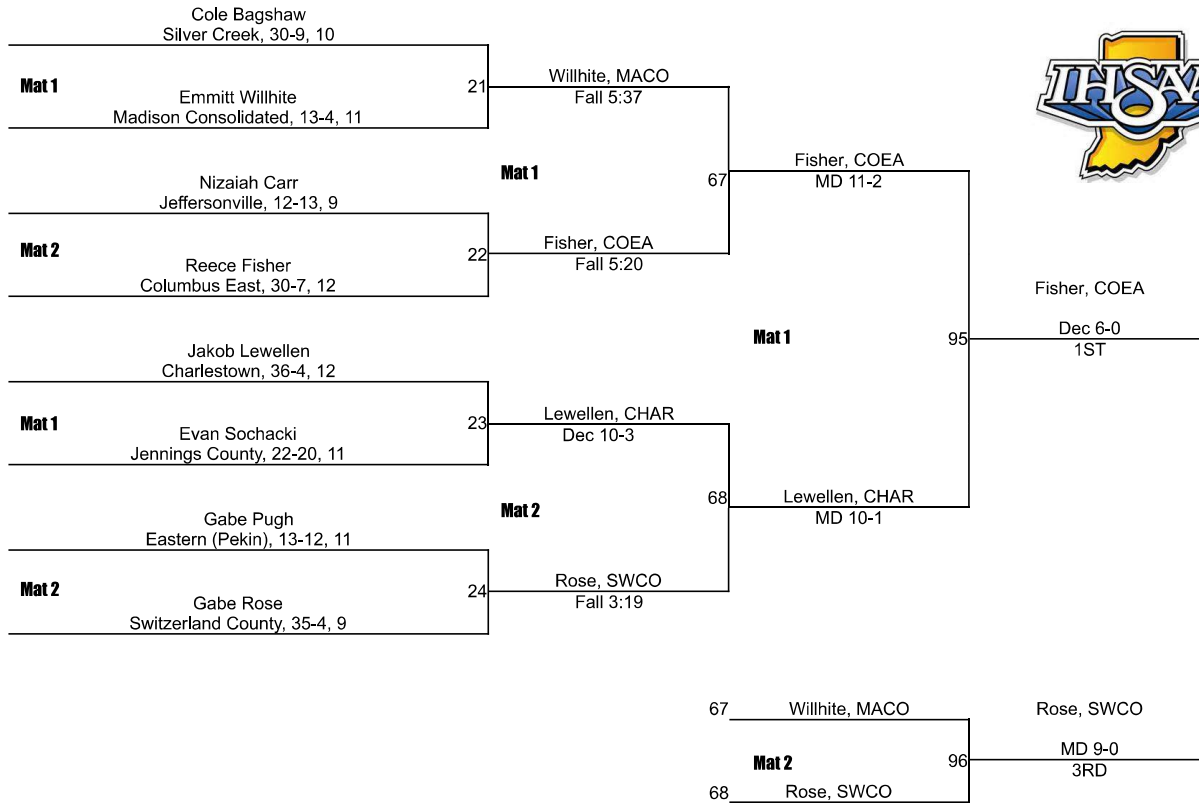 Cole Bagshaw
Silver Creek, 30-9, 10
Mat 1
Emmitt Willhite
Madison Consolidated, 13-4, 11
21
Willhite, MACO
Fall 5:37
Nizaiah Carr
Jeffersonville, 12-13, 9
Mat 2
Reece Fisher
Columbus East, 30-7, 12
22
Fisher, COEA
Fall 5:20
Mat 1
67
Fisher, COEA
MD 11-2
Jakob Lewellen
Charlestown, 36-4, 12
Mat 1
Evan Sochacki
Jennings County, 22-20, 11
23
Lewellen, CHAR
Dec 10-3
Gabe Pugh
Eastern (Pekin), 13-12, 11
Mat 2
Gabe Rose
Switzerland County, 35-4, 9
24
Rose, SWCO
Fall 3:19
Mat 2
68
Lewellen, CHAR
MD 10-1
Mat 1
95
Fisher, COEA
Dec 6-0
1ST
IHSAA
67
Willhite, MACO
Mat 2
68
Rose, SWCO
96
Rose, SWCO
MD 9-0
3RD